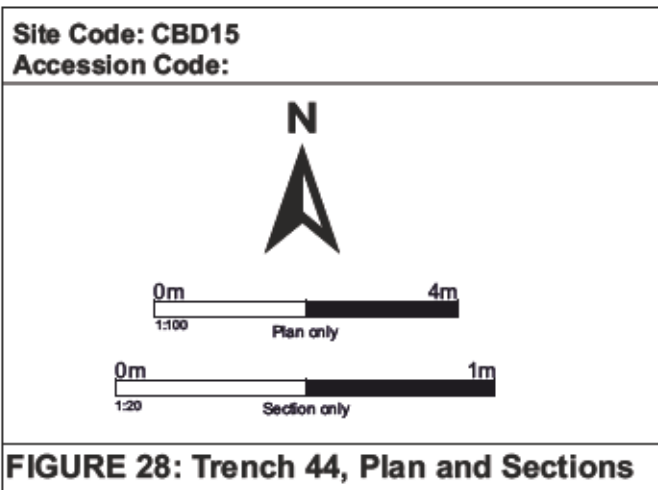 Site Code: CBD15
Accession Code:
N
0m 4m
1:100 Plan only
0m 1m
1:20 Section only
FIGURE 28: Trench 44, Plan and Sections